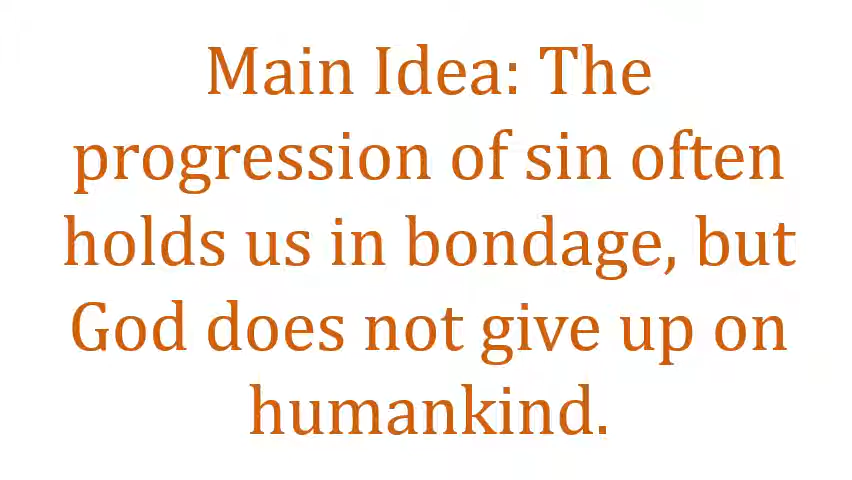 Main Idea: The
progression of sin often
holds us in bondage, but
God does not give up on
humankind.